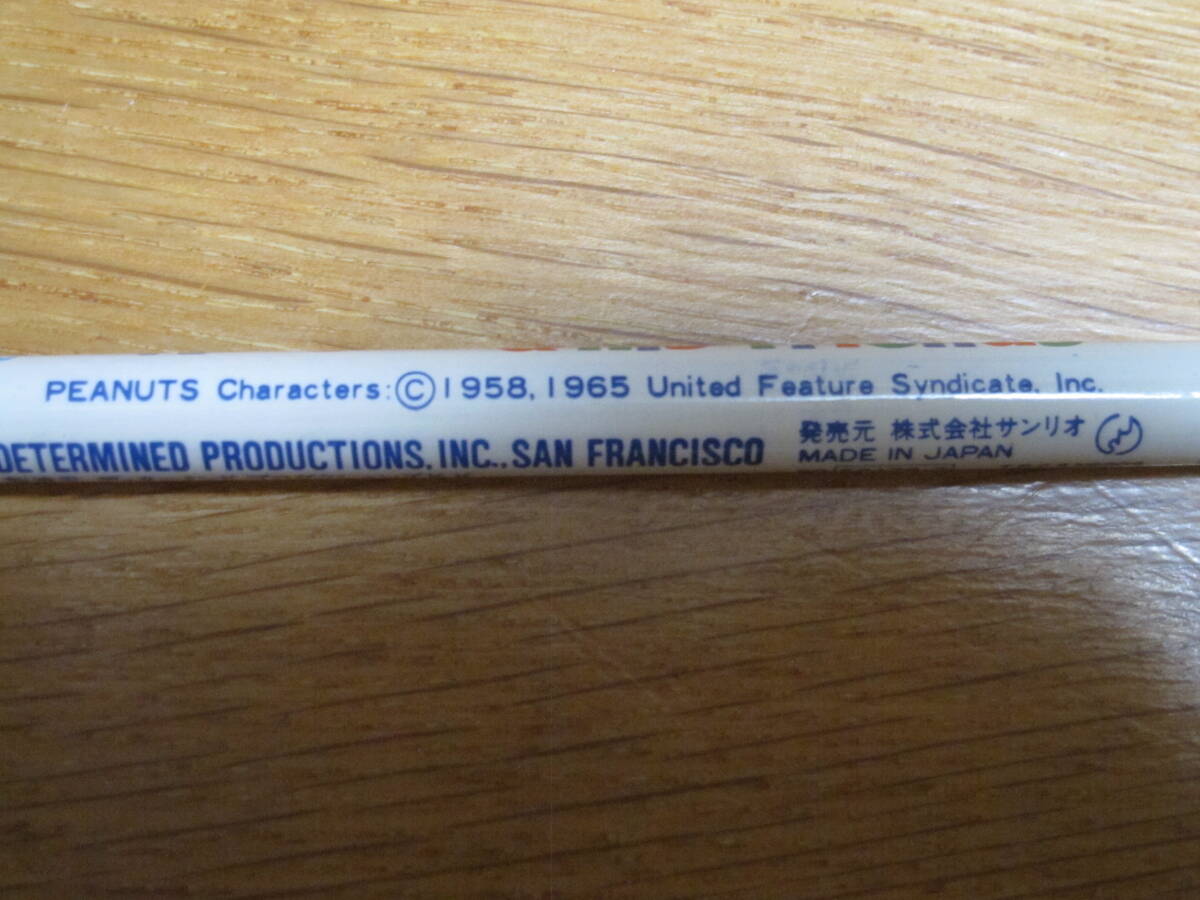 PEANUTS Characters:Ⓒ1958,1965 United Feature Syndicate, Inc.
DETERMINED PRODUCTIONS, INC., SAN FRANCISCO
発売元 株式会社サンリオ
MADE IN JAPAN